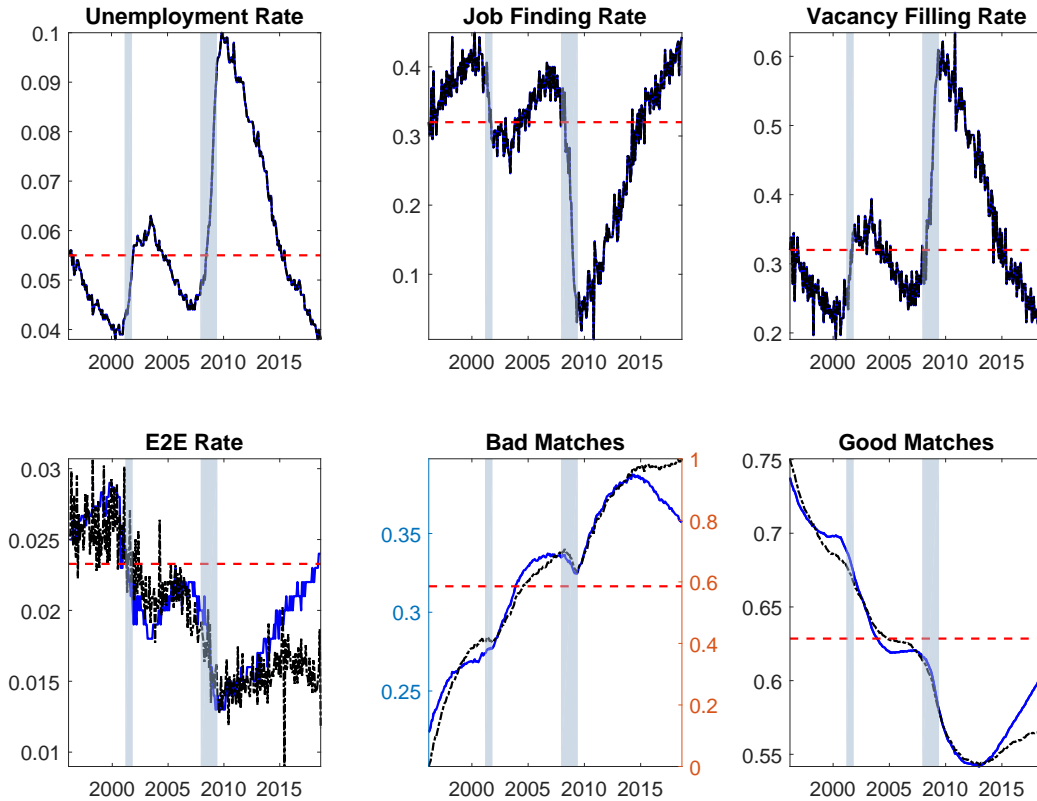 Unemployment Rate
0.1
0.09
0.08
0.07
0.06
0.05
0.04
2000 2005 2010 2015
Job Finding Rate
0.4
0.3
0.2
0.1
2000 2005 2010 2015
Vacancy Filling Rate
0.6
0.5
0.4
0.3
0.2
2000 2005 2010 2015
E2E Rate
0.03
0.025
0.02
0.015
0.01
2000 2005 2010 2015
Bad Matches
0.35
0.3
0.25
1
0.8
0.6
0.4
0.2
0
2000 2005 2010 2015
Good Matches
0.75
0.7
0.65
0.6
0.55
2000 2005 2010 2015